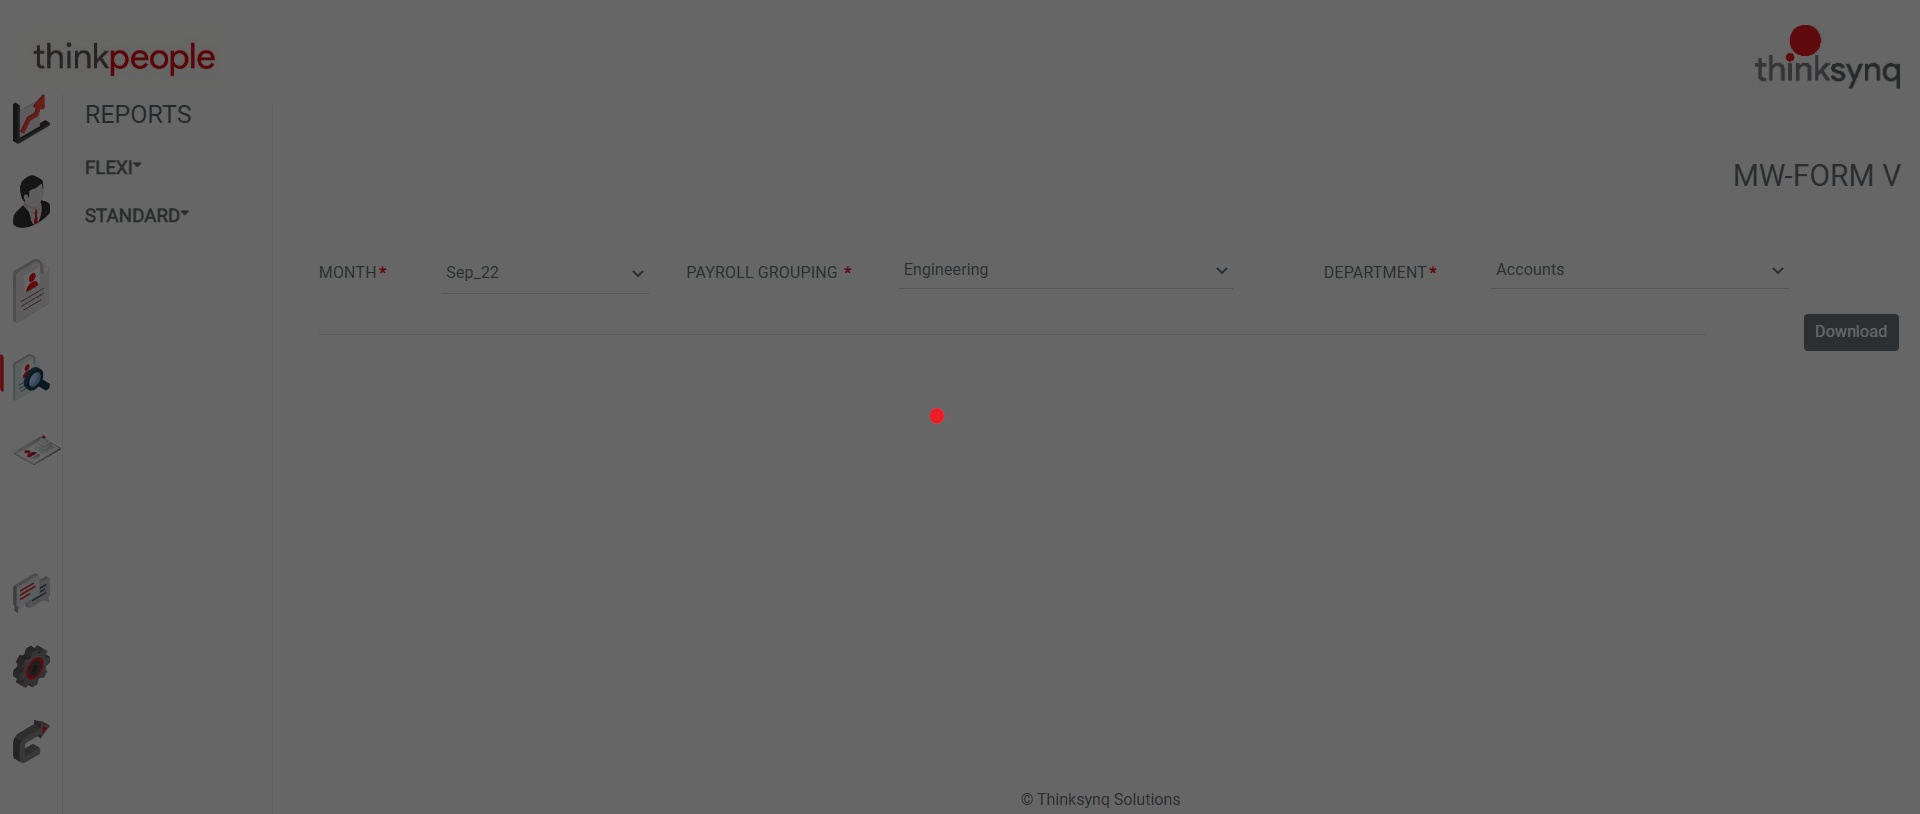 thinkpeople
thinksynq
REPORTS
FLEXI
STANDARD
MW-FORM V
MONTH* Sep_22 PAYROLL GROUPING * Engineering DEPARTMENT* Accounts
Download
© Thinksynq Solutions